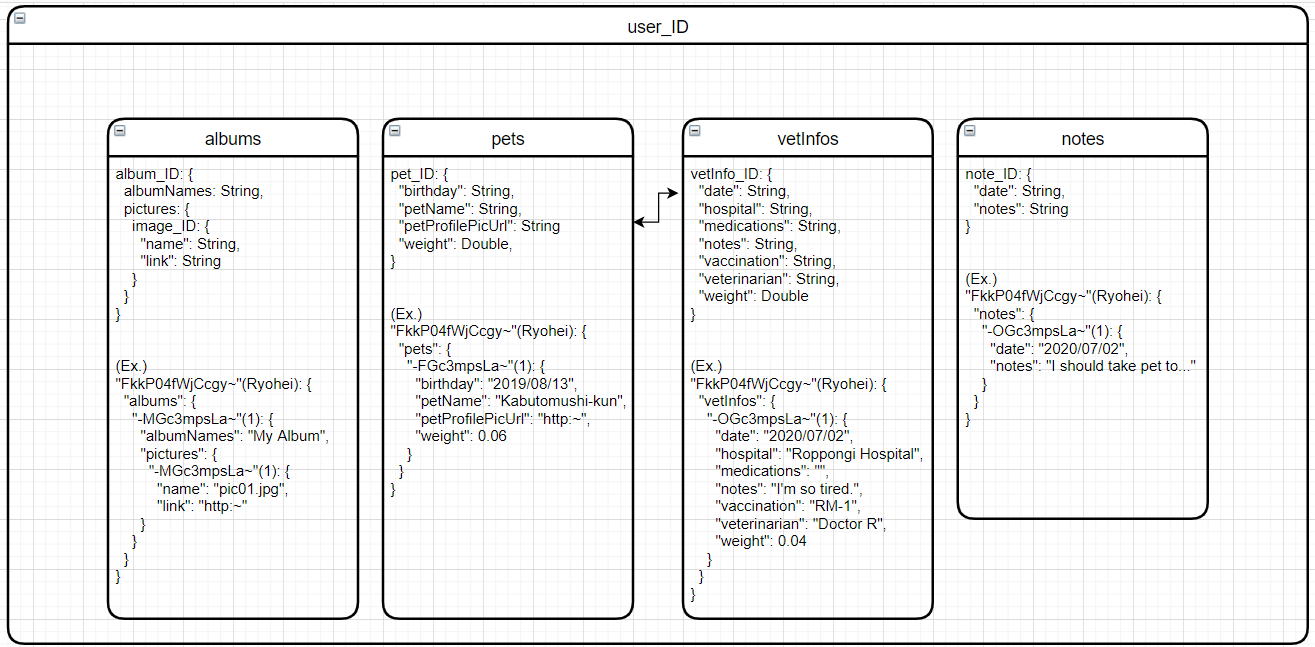 user_ID
albums
album_ID: {
albumNames: String,
pictures: {
image_ID: {
"name": String,
"link": String
}
}
}
(Ex.)
"FkkP04fWjCcgy~"(Ryohei): {
"albums": {
"-MGc3mpsLa~"(1): {
"albumNames": "My Album",
"pictures": {
"-MGc3mpsLa~"(1): {
"name": "pic01.jpg",
"link": "http:~"
}
}
}
}
pets
pet_ID: {
"birthday": String,
"petName": String,
"petProfilePicUrl": String
"weight": Double,
}
(Ex.)
"FkkP04fWjCcgy~"(Ryohei): {
"pets": {
"-FGc3mpsLa~"(1): {
"birthday": "2019/08/13",
"petName": "Kabutomushi-kun",
"petProfilePicUrl": "http:~",
"weight": 0.06
}
}
}
vetInfos
vetInfo_ID: {
"date": String,
"hospital": String,
"medications": String,
"notes": String,
"vaccination": String,
"veterinarian": String,
"weight": Double
}
(Ex.)
"FkkP04fWjCcgy~"(Ryohei): {
"vetInfos": {
"-OGc3mpsLa~"(1): {
"date": "2020/07/02",
"hospital": "Roppongi Hospital",
"medications": "",
"notes": "I'm so tired.",
"vaccination": "RM-1",
"veterinarian": "Doctor R",
"weight": 0.04
}
}
}
notes
note_ID: {
"date": String,
"notes": String
}
(Ex.)
"FkkP04fWjCcgy~"(Ryohei): {
"notes": {
"-OGc3mpsLa~"(1): {
"date": "2020/07/02",
"notes": "I should take pet to..."
}
}
}